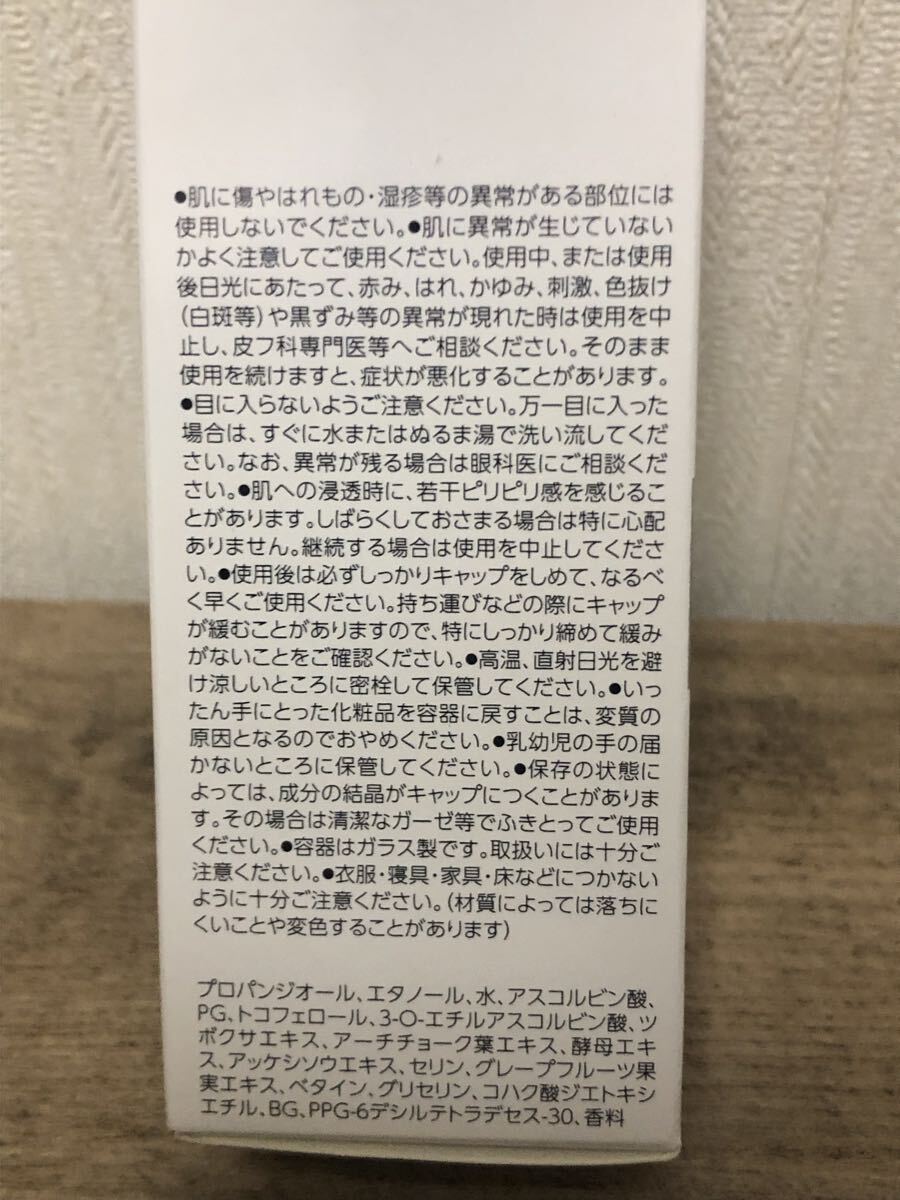 ●肌に傷やはれもの・湿疹等の異常がある部位には
使用しないでください。●肌に異常が生じていない
かよく注意してご使用ください。使用中、または使用
後日光にあたって、赤み、はれ、かゆみ、刺激、色抜け
(白斑等)や黒ずみ等の異常が現れた時は使用を中
止し、皮フ科専門医等へご相談ください。そのまま
使用を続けますと、症状が悪化することがあります。
●目に入らないようご注意ください。万一目に入った
場合は、すぐに水またはぬるま湯で洗い流してくだ
さい。なお、異常が残る場合は眼科医にご相談くだ
さい。●肌への浸透時に、若干ピリピリ感を感じるこ
とがあります。しばらくしておさまる場合は特に心配
ありません。継続する場合は使用を中止してくださ
い。●使用後は必ずしっかりキャップをしめて、なるべ
く早くご使用ください。持ち運びなどの際にキャップ
が緩むことがありますので、特にしっかり締めて緩み
がないことをご確認ください。●高温、直射日光を避
け涼しいところに密栓して保管してください。●いっ
たん手にとった化粧品を容器に戻すことは、変質の
原因となるのでおやめください。●乳幼児の手の届
かないところに保管してください。●保存の状態に
よっては、成分の結晶がキャップにつくことがありま
す。その場合は清潔なガーゼ等でふきとってご使用
ください。●容器はガラス製です。取扱いには十分ご
注意ください。●衣服・寝具・家具・床などにつかない
ように十分ご注意ください。(材質によっては落ちに
くいことや変色することがあります)
プロパンジオール、エタノール、水、アスコルビン酸、
PG、トコフェロール、3-O-エチルアスコルビン酸、ツ
ボクサエキス、アーチチョーク葉エキス、酵母エキ
ス、アッケシソウエキス、セリン、グレープフルーツ果
実エキス、ベタイン、グリセリン、コハク酸ジエトキシ
エチル、BG、PPG-6デシルテトラデセス-30、香料